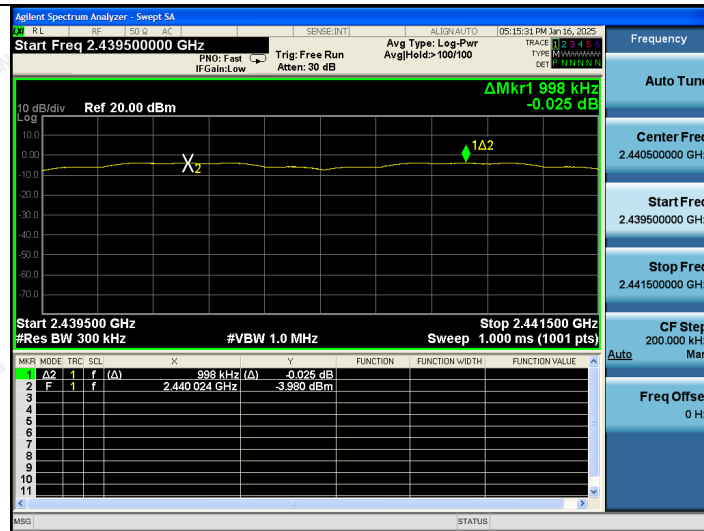 Agilent Spectrum Analyzer - Swept SA
LXI RL RF 50 Ω AC SENSE:INT ALIGN AUTO 05:15:31 PM Jan 16, 2025
Start Freq 2.439500000 GHz
PNO: Fast
IFGain:Low
Trig: Free Run
Atten: 30 dB
Avg Type: Log-Pwr
Avg|Hold:>100/100
TRACE 1 2 3 4 5 6
TYPE M WWWWW
DET P N N N N N
ΔMkr1 998 kHz
-0.025 dB
10 dB/div Ref 20.00 dBm
Log
10.0
0.00
-10.0
-20.0
-30.0
-40.0
-50.0
-60.0
-70.0
X2
1Δ2
Start 2.439500 GHz Stop 2.441500 GHz
#Res BW 300 kHz #VBW 1.0 MHz Sweep 1.000 ms (1001 pts)
MKR MODE TRC SCL X Y FUNCTION FUNCTION WIDTH FUNCTION VALUE
1 Δ2 1 f (Δ) 998 kHz (Δ) -0.025 dB
2 F 1 f 2.440 024 GHz -3.980 dBm
3
4
5
6
7
8
9
10
11
MSG STATUS
Frequency
Auto Tune
Center Freq
2.440500000 GHz
Start Freq
2.439500000 GHz
Stop Freq
2.441500000 GHz
CF Step
200.000 kHz
Auto Man
Freq Offset
0 Hz